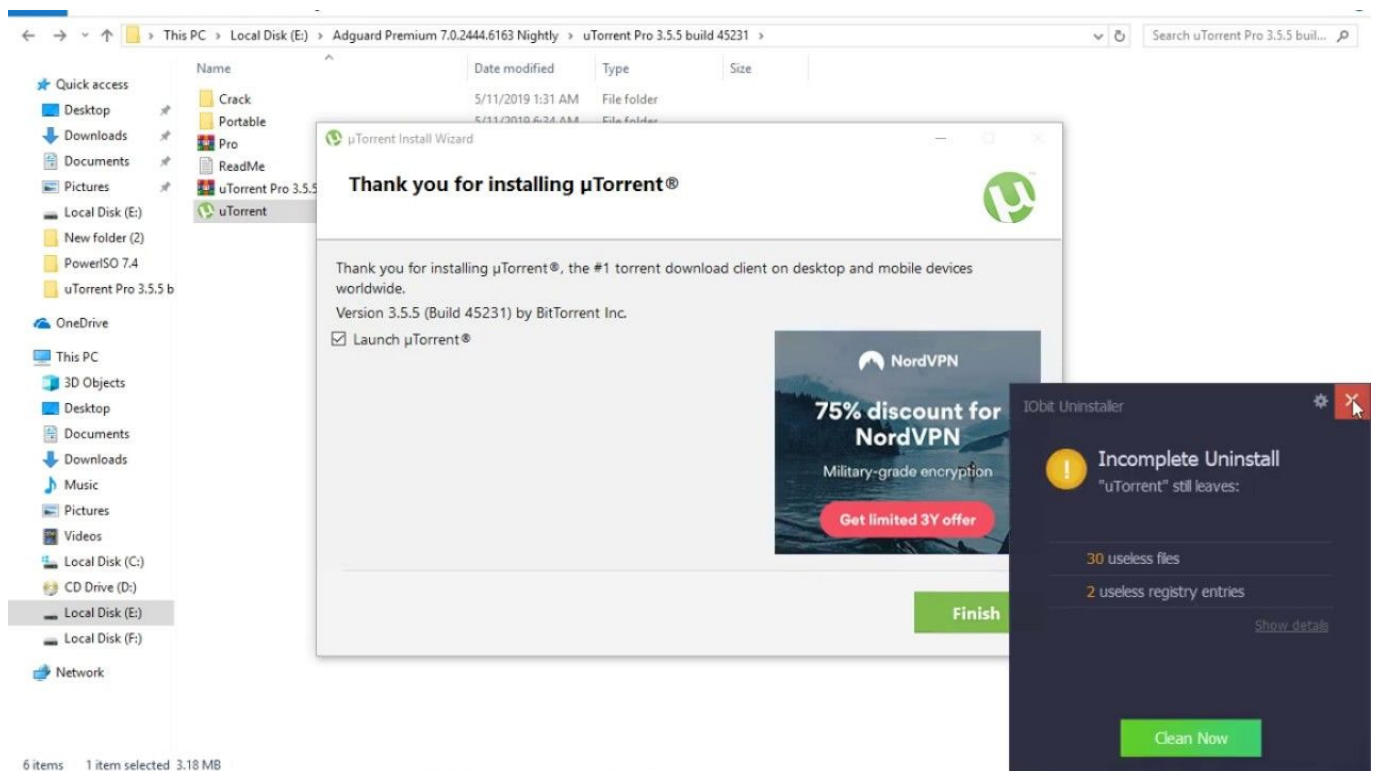 This PC > Local Disk (E:) > Adguard Premium 7.0.2444.6163 Nightly > uTorrent Pro 3.5.5 build 45231 >
Search uTorrent Pro 3.5.5 buil...
Name Date modified Type Size
Quick access
Desktop
Downloads
Documents
Pictures
Local Disk (E:)
New folder (2)
PowerISO 7.4
uTorrent Pro 3.5.5 b
OneDrive
This PC
3D Objects
Desktop
Documents
Downloads
Music
Pictures
Videos
Local Disk (C:)
CD Drive (D:)
Local Disk (E:)
Local Disk (F:)
Network
Crack 5/11/2019 1:31 AM File folder
Portable 5/11/2019 6:34 AM File folder
Pro
ReadMe
uTorrent Pro 3.5.5
uTorrent
µTorrent Install Wizard
Thank you for installing µTorrent®
µ
Thank you for installing µTorrent®, the #1 torrent download client on desktop and mobile devices
worldwide.
Version 3.5.5 (Build 45231) by BitTorrent Inc.
Launch µTorrent®
NordVPN
75% discount for
NordVPN
Military-grade encryption
Get limited 3Y offer
Finish
IObit Uninstaller
Incomplete Uninstall
"uTorrent" still leaves:
30 useless files
2 useless registry entries
Show details
Clean Now
6 items 1 item selected 3.18 MB